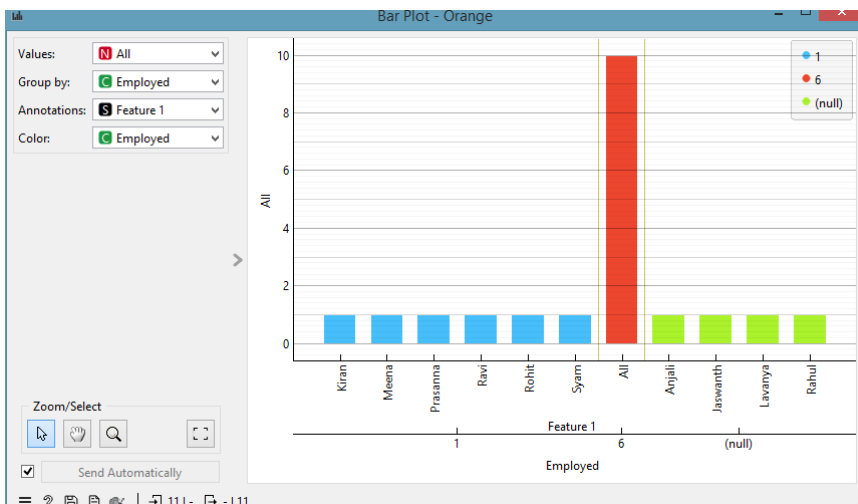 Bar Plot - Orange
Values: N All
Group by: C Employed
Annotations: S Feature 1
Color: C Employed
Zoom/Select
Send Automatically
10
8
6
4
2
0
All
1
6
(null)
Kiran
Meena
Prasanna
Ravi
Rohit
Syam
All
Anjali
Jaswanth
Lavanya
Rahul
Feature 1
1 6 (null)
Employed